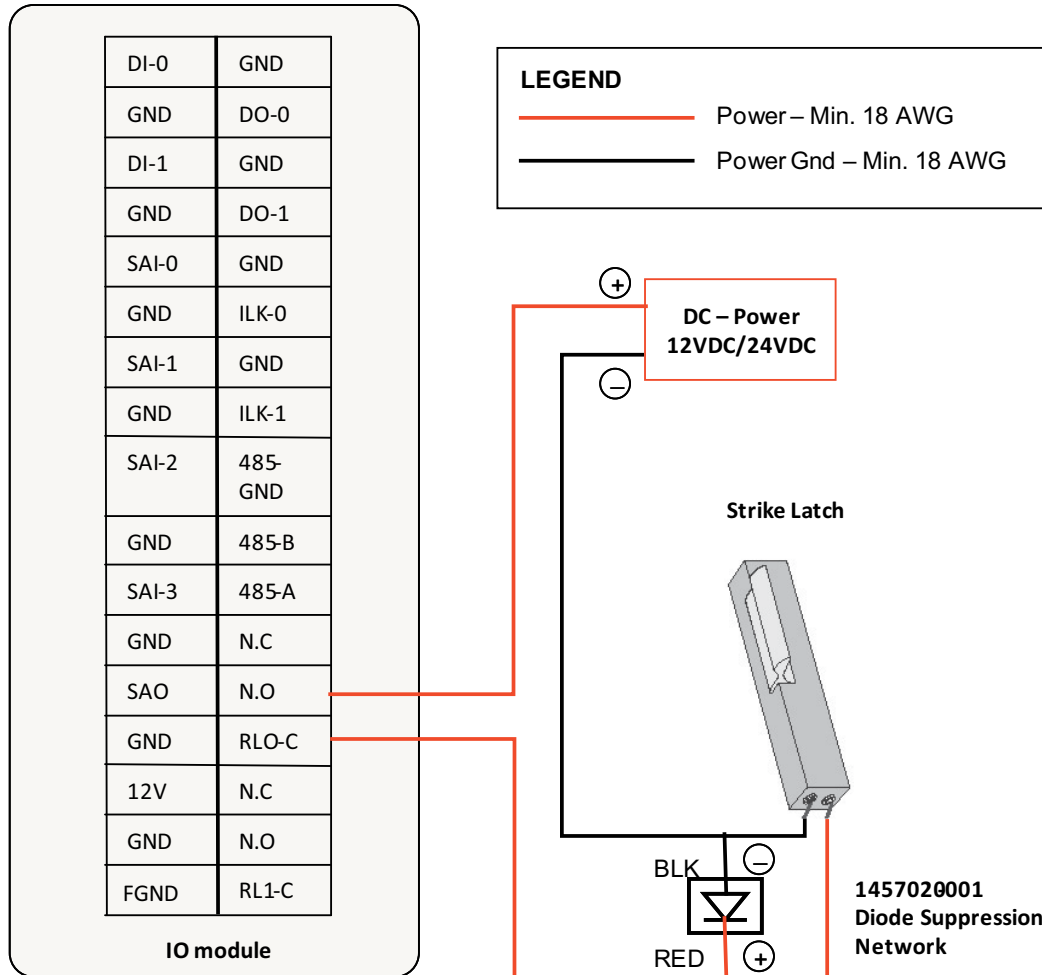 DI-0 GND
GND DO-0
DI-1 GND
GND DO-1
SAI-0 GND
GND ILK-0
SAI-1 GND
GND ILK-1
SAI-2 485-
GND
GND 485-B
SAI-3 485-A
GND N.C
SAO N.O
GND RLO-C
12V N.C
GND N.O
FGND RL1-C
IO module
LEGEND
Power – Min. 18 AWG
Power Gnd – Min. 18 AWG
+
DC – Power
12VDC/24VDC
–
Strike Latch
BLK –
RED +
1457020-001
Diode Suppression
Network